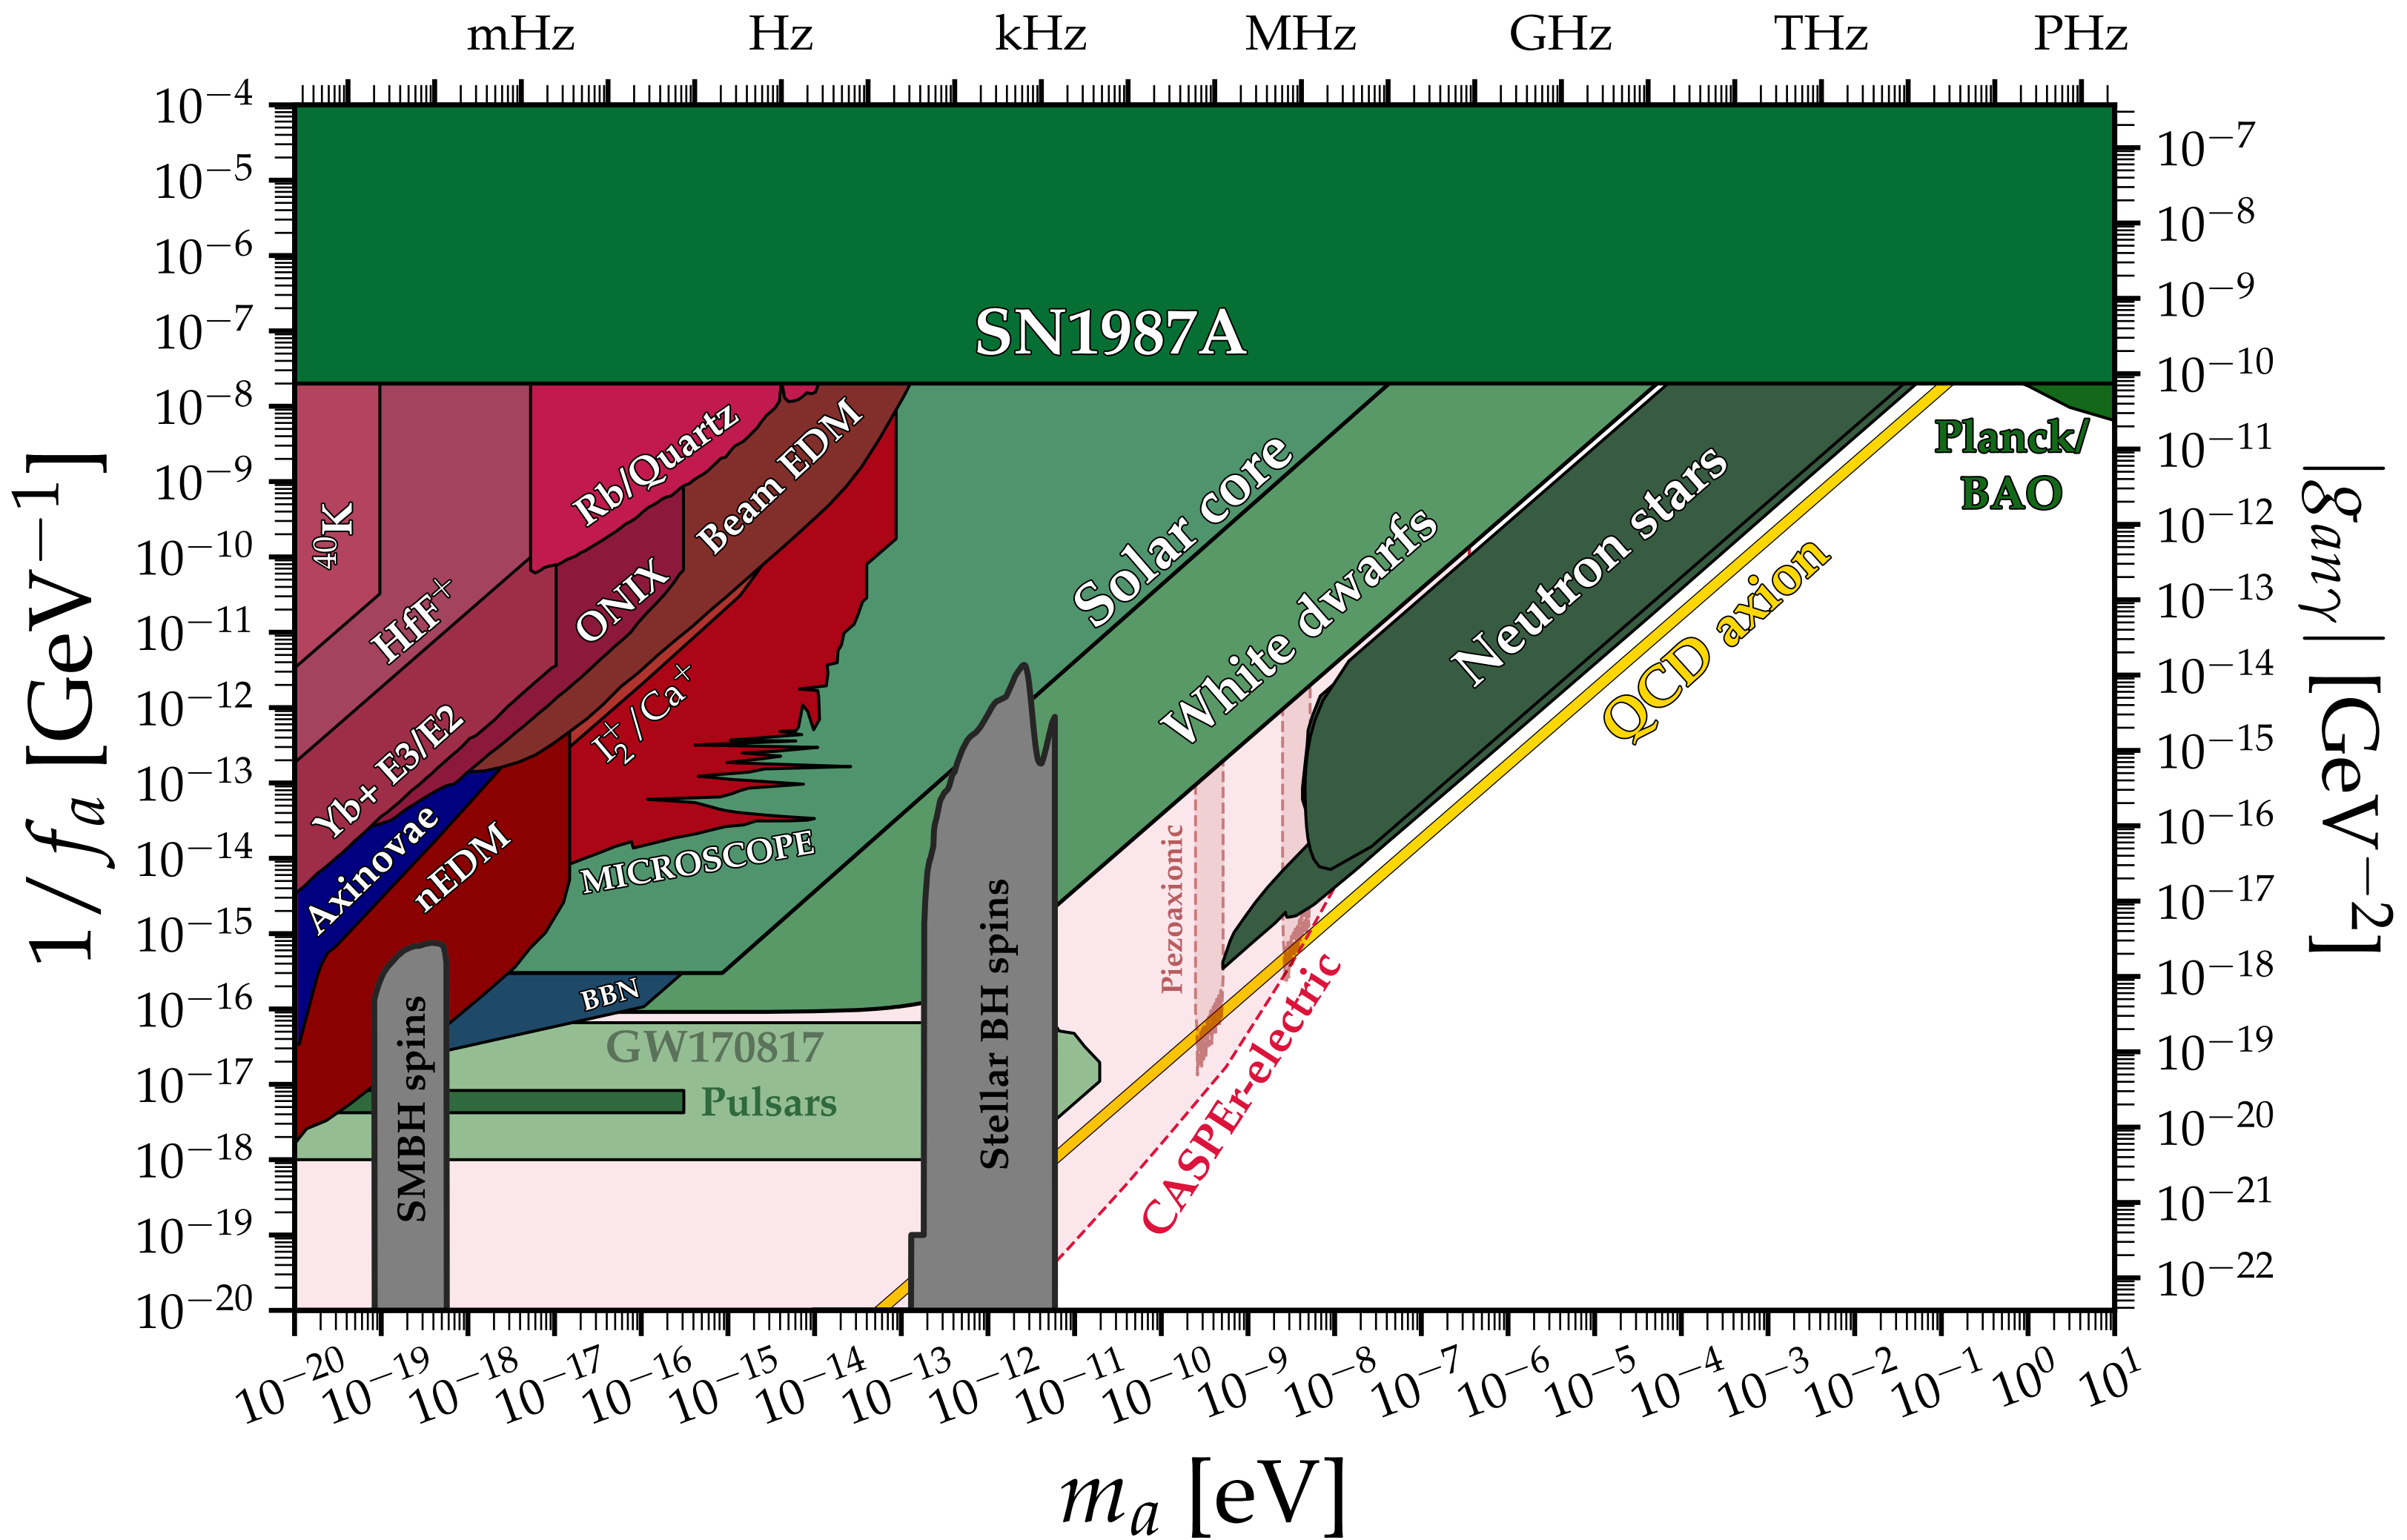 mHz Hz kHz MHz GHz THz PHz
10−4
10−5
10−6
10−7
10−8
10−9
10−10
10−11
10−12
10−13
10−14
10−15
10−16
10−17
10−18
10−19
10−20
1/fa [GeV−1]
SN1987A
40K
HfF+
Rb/Quartz
Yb+ E3/E2
ONIX
Beam EDM
I2+/Ca+
Axinovae
nEDM
MICROSCOPE
BBN
SMBH spins
GW170817
Pulsars
Stellar BH spins
Solar core
White dwarfs
Neutron stars
Piezoaxionic
CASPEr-electric
QCD axion
Planck/
BAO
10−7
10−8
10−9
10−10
10−11
10−12
10−13
10−14
10−15
10−16
10−17
10−18
10−19
10−20
10−21
10−22
|ganγ| [GeV−2]
10−20 10−19 10−18 10−17 10−16 10−15 10−14 10−13 10−12 10−11 10−10 10−9 10−8 10−7 10−6 10−5 10−4 10−3 10−2 10−1 100 101
ma [eV]